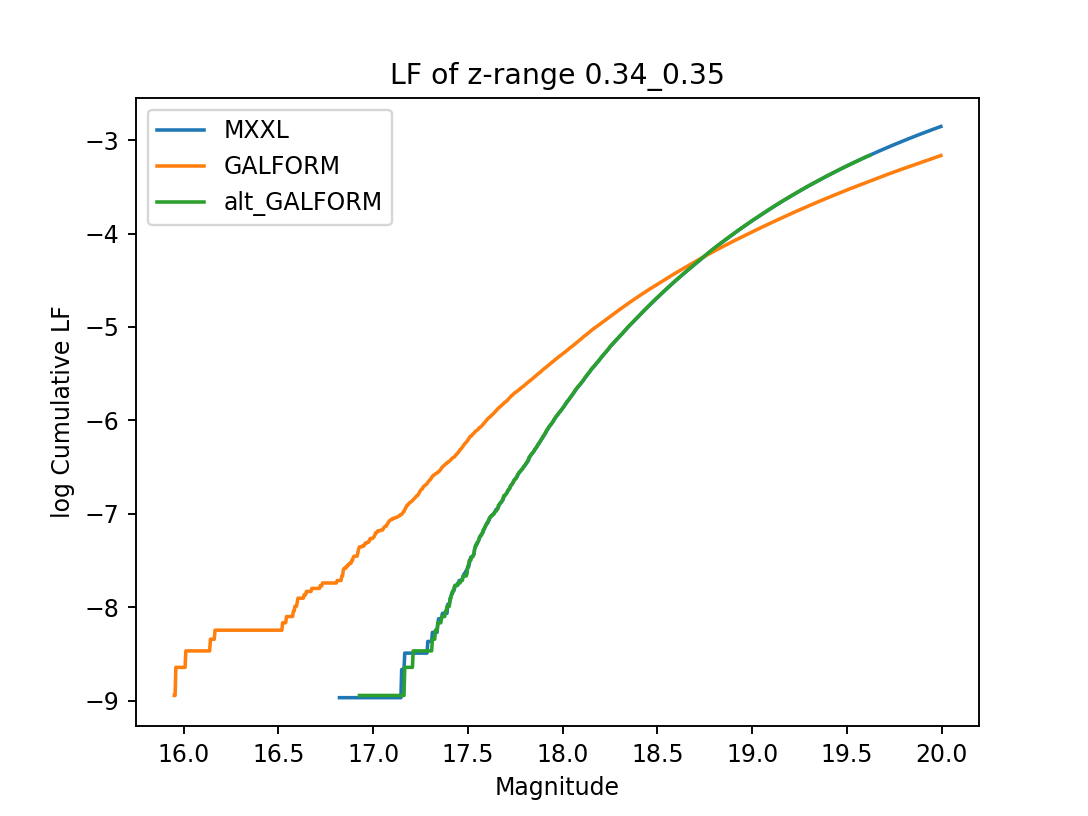 LF of z-range 0.34_0.35
MXXL
GALFORM
alt_GALFORM
−3
−4
−5
−6
−7
−8
−9
log Cumulative LF
16.0 16.5 17.0 17.5 18.0 18.5 19.0 19.5 20.0
Magnitude